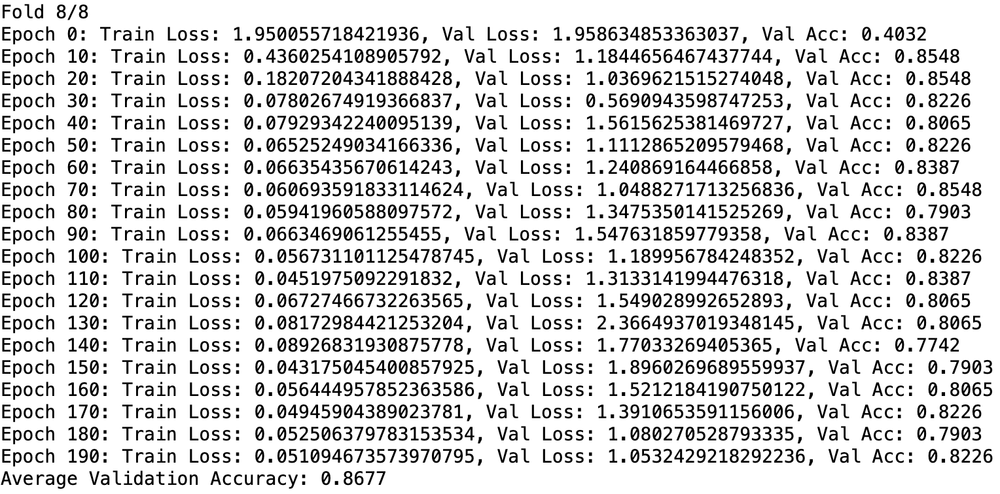 Fold 8/8
Epoch 0: Train Loss: 1.950055718421936, Val Loss: 1.958634853363037, Val Acc: 0.4032
Epoch 10: Train Loss: 0.4360254108905792, Val Loss: 1.1844656467437744, Val Acc: 0.8548
Epoch 20: Train Loss: 0.18207204341888428, Val Loss: 1.0369621515274048, Val Acc: 0.8548
Epoch 30: Train Loss: 0.07802674919366837, Val Loss: 0.5690943598747253, Val Acc: 0.8226
Epoch 40: Train Loss: 0.07929342240095139, Val Loss: 1.5615625381469727, Val Acc: 0.8065
Epoch 50: Train Loss: 0.06525249034166336, Val Loss: 1.1112865209579468, Val Acc: 0.8226
Epoch 60: Train Loss: 0.06635435670614243, Val Loss: 1.240869164466858, Val Acc: 0.8387
Epoch 70: Train Loss: 0.060693591833114624, Val Loss: 1.0488271713256836, Val Acc: 0.8548
Epoch 80: Train Loss: 0.05941960588097572, Val Loss: 1.3475350141525269, Val Acc: 0.7903
Epoch 90: Train Loss: 0.0663469061255455, Val Loss: 1.547631859779358, Val Acc: 0.8387
Epoch 100: Train Loss: 0.056731101125478745, Val Loss: 1.189956784248352, Val Acc: 0.8226
Epoch 110: Train Loss: 0.0451975092291832, Val Loss: 1.3133141994476318, Val Acc: 0.8387
Epoch 120: Train Loss: 0.06727466732263565, Val Loss: 1.549028992652893, Val Acc: 0.8065
Epoch 130: Train Loss: 0.08172984421253204, Val Loss: 2.3664937019348145, Val Acc: 0.8065
Epoch 140: Train Loss: 0.08926831930875778, Val Loss: 1.77033269405365, Val Acc: 0.7742
Epoch 150: Train Loss: 0.043175045400857925, Val Loss: 1.8960269689559937, Val Acc: 0.7903
Epoch 160: Train Loss: 0.056444957852363586, Val Loss: 1.5212184190750122, Val Acc: 0.8065
Epoch 170: Train Loss: 0.04945904389023781, Val Loss: 1.3910653591156006, Val Acc: 0.8226
Epoch 180: Train Loss: 0.052506379783153534, Val Loss: 1.080270528793335, Val Acc: 0.7903
Epoch 190: Train Loss: 0.051094673573970795, Val Loss: 1.0532429218292236, Val Acc: 0.8226
Average Validation Accuracy: 0.8677